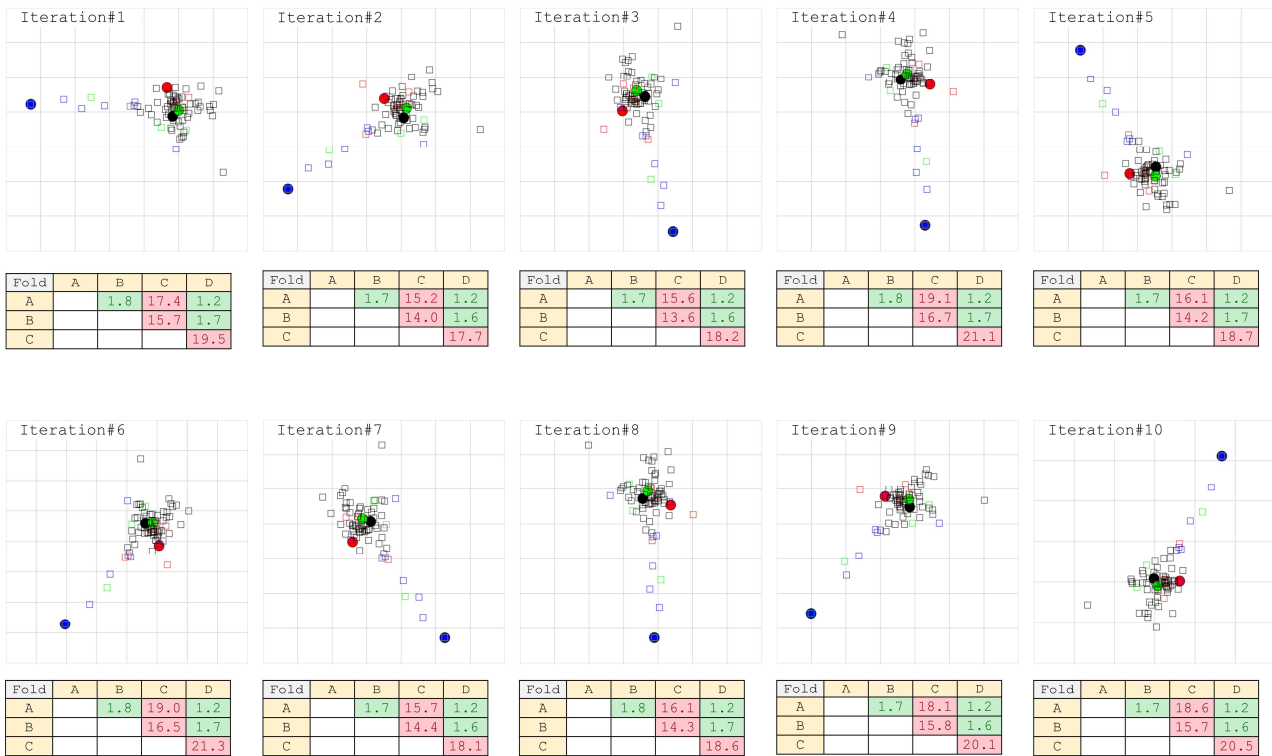 Iteration#1 Iteration#2 Iteration#3 Iteration#4 Iteration#5
Fold A B C D Fold A B C D Fold A B C D Fold A B C D Fold A B C D
A 1.8 17.4 1.2 A 1.7 15.2 1.2 A 1.7 15.6 1.2 A 1.8 19.1 1.2 A 1.7 16.1 1.2
B 15.7 1.7 B 14.0 1.6 B 13.6 1.6 B 16.7 1.7 B 14.2 1.7
C 19.5 C 17.7 C 18.2 C 21.1 C 18.7
Iteration#6 Iteration#7 Iteration#8 Iteration#9 Iteration#10
Fold A B C D Fold A B C D Fold A B C D Fold A B C D Fold A B C D
A 1.8 19.0 1.2 A 1.7 15.7 1.2 A 1.8 16.1 1.2 A 1.7 18.1 1.2 A 1.7 18.6 1.2
B 16.5 1.7 B 14.4 1.6 B 14.3 1.7 B 15.8 1.6 B 15.7 1.6
C 21.3 C 18.1 C 18.6 C 20.1 C 20.5